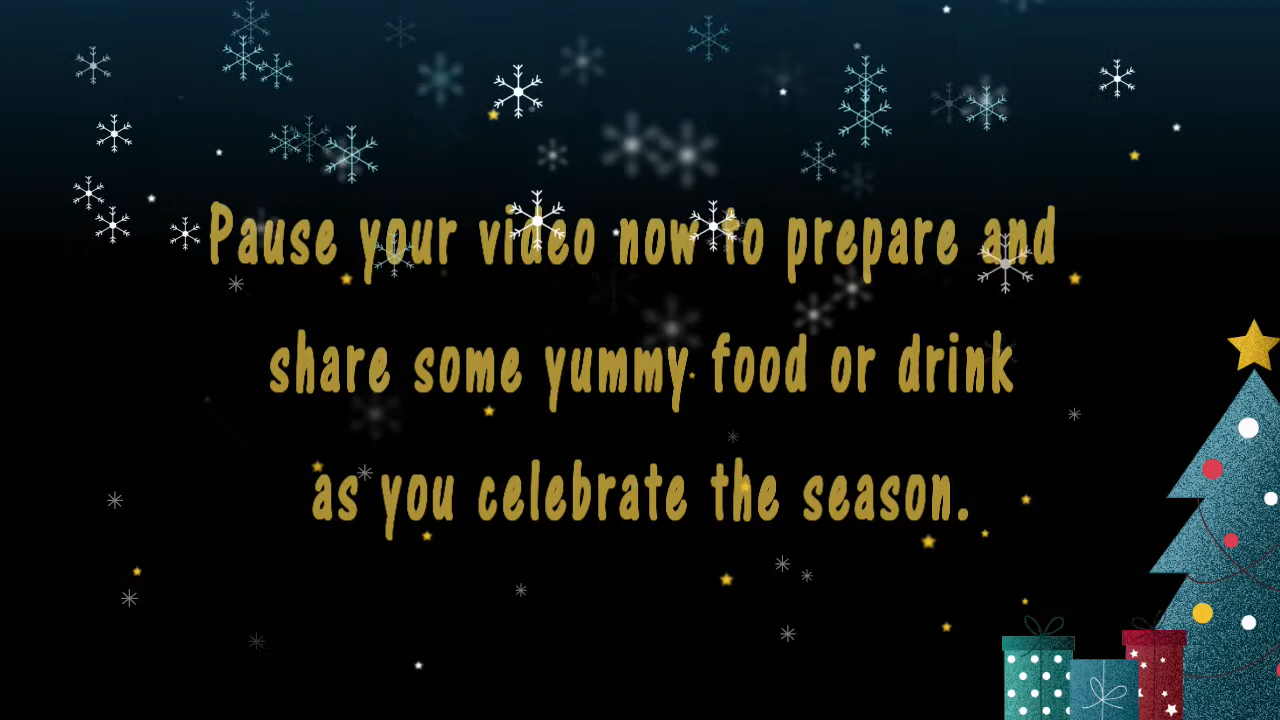 Pause your video now to prepare and
share some yummy food or drink
as you celebrate the season.